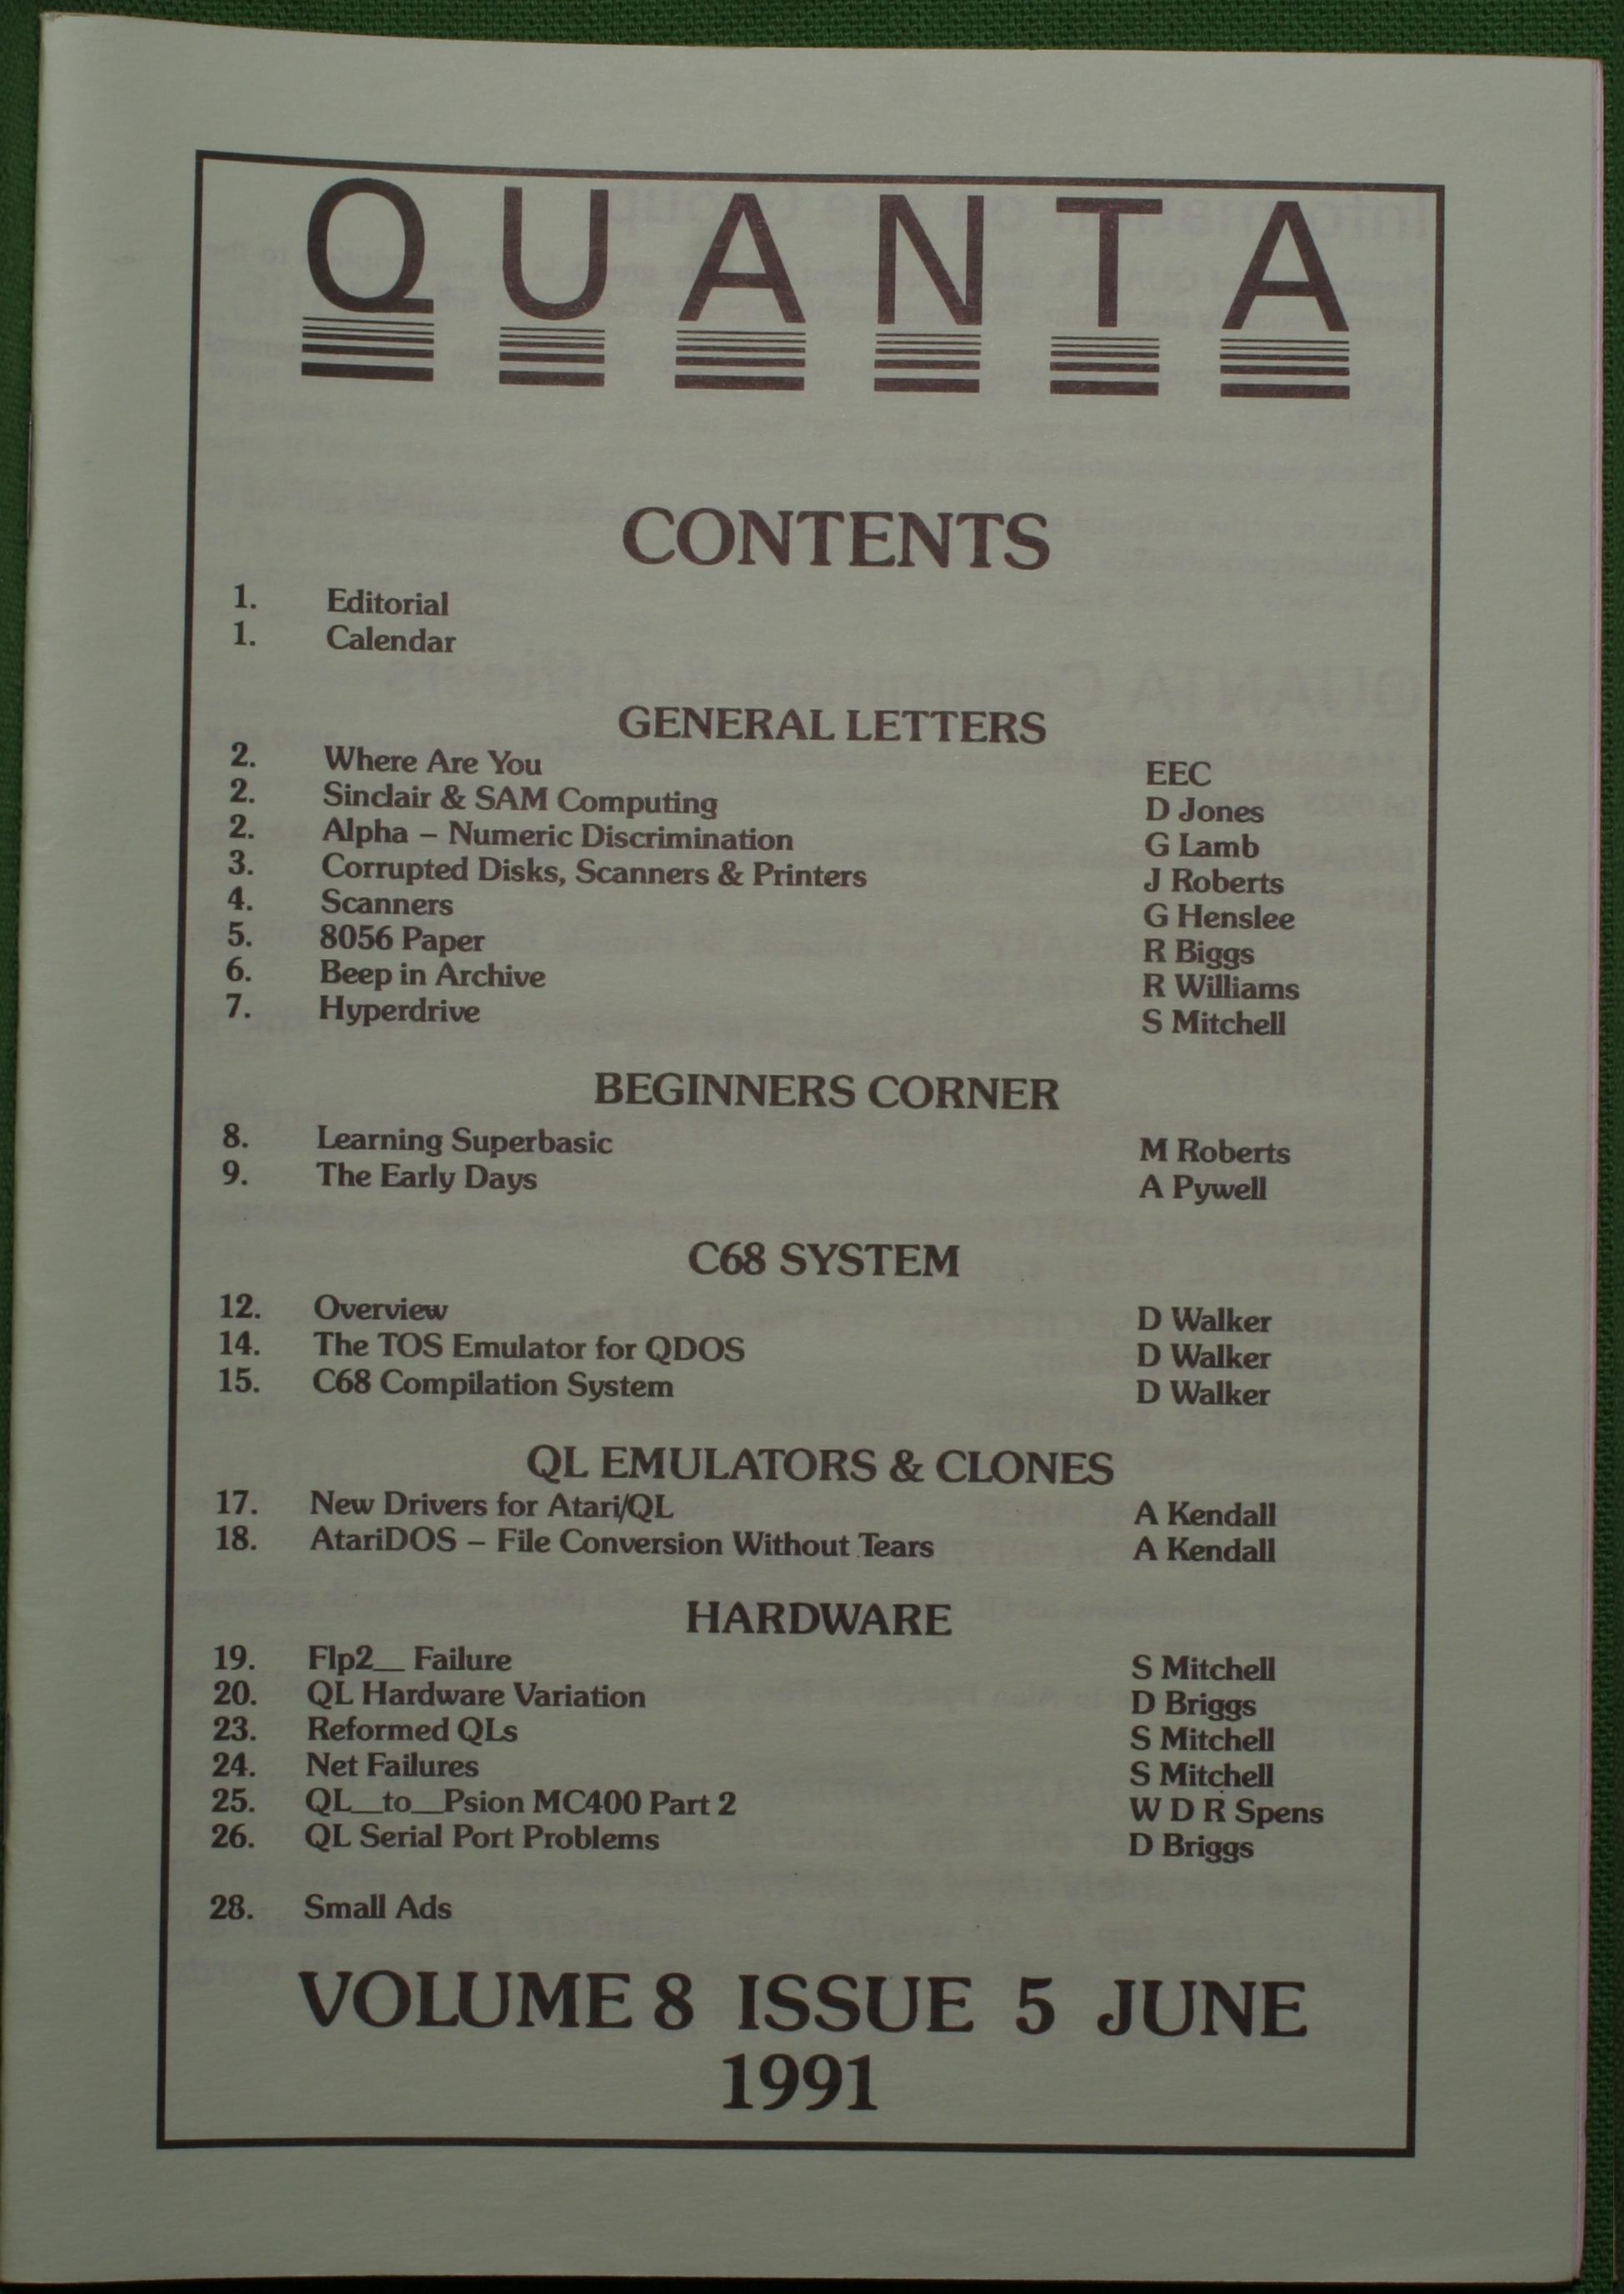 QUANTA
CONTENTS
1. Editorial
1. Calendar
GENERAL LETTERS
2. Where Are You EEC
2. Sinclair & SAM Computing D Jones
2. Alpha – Numeric Discrimination G Lamb
3. Corrupted Disks, Scanners & Printers J Roberts
4. Scanners G Henslee
5. 8056 Paper R Biggs
6. Beep in Archive R Williams
7. Hyperdrive S Mitchell
BEGINNERS CORNER
8. Learning Superbasic M Roberts
9. The Early Days A Pywell
C68 SYSTEM
12. Overview D Walker
14. The TOS Emulator for QDOS D Walker
15. C68 Compilation System D Walker
QL EMULATORS & CLONES
17. New Drivers for Atari/QL A Kendall
18. AtariDOS – File Conversion Without Tears A Kendall
HARDWARE
19. Flp2__ Failure S Mitchell
20. QL Hardware Variation D Briggs
23. Reformed QLs S Mitchell
24. Net Failures S Mitchell
25. QL__to__Psion MC400 Part 2 W D R Spens
26. QL Serial Port Problems D Briggs
28. Small Ads
VOLUME 8 ISSUE 5 JUNE
1991